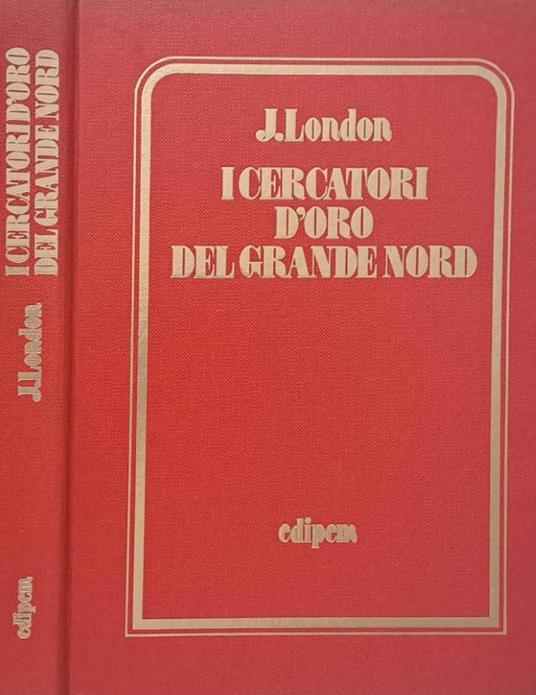 I CERCATORI D'ORO
DEL GRANDE NORD
J.London
edipem
J.London
I CERCATORI
D'ORO
DEL GRANDE NORD
edipem